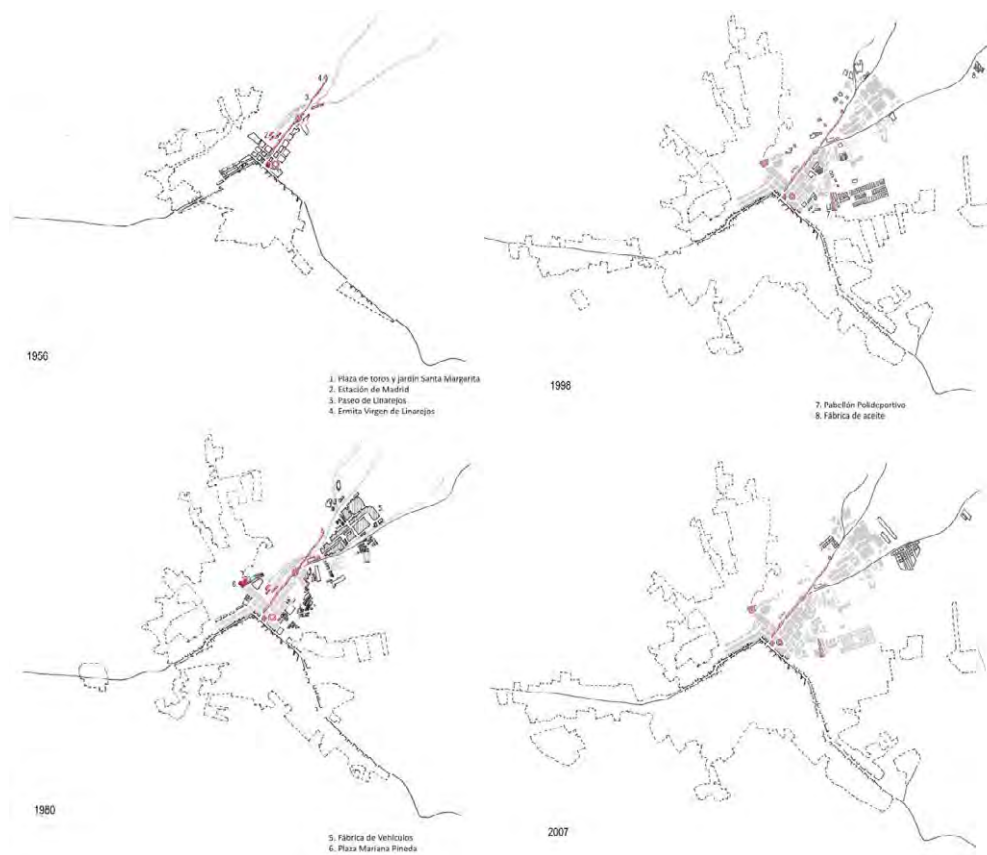 1956
1. Plaza de toros y jardín Santa Margarita
2. Estación de Madrid
3. Paseo de Linarejos
4. Ermita Virgen de Linarejos
1998
7. Pabellón Polideportivo
8. Fábrica de aceite
1980
5. Fábrica de Vehículos
6. Plaza Mariana Pineda
2007